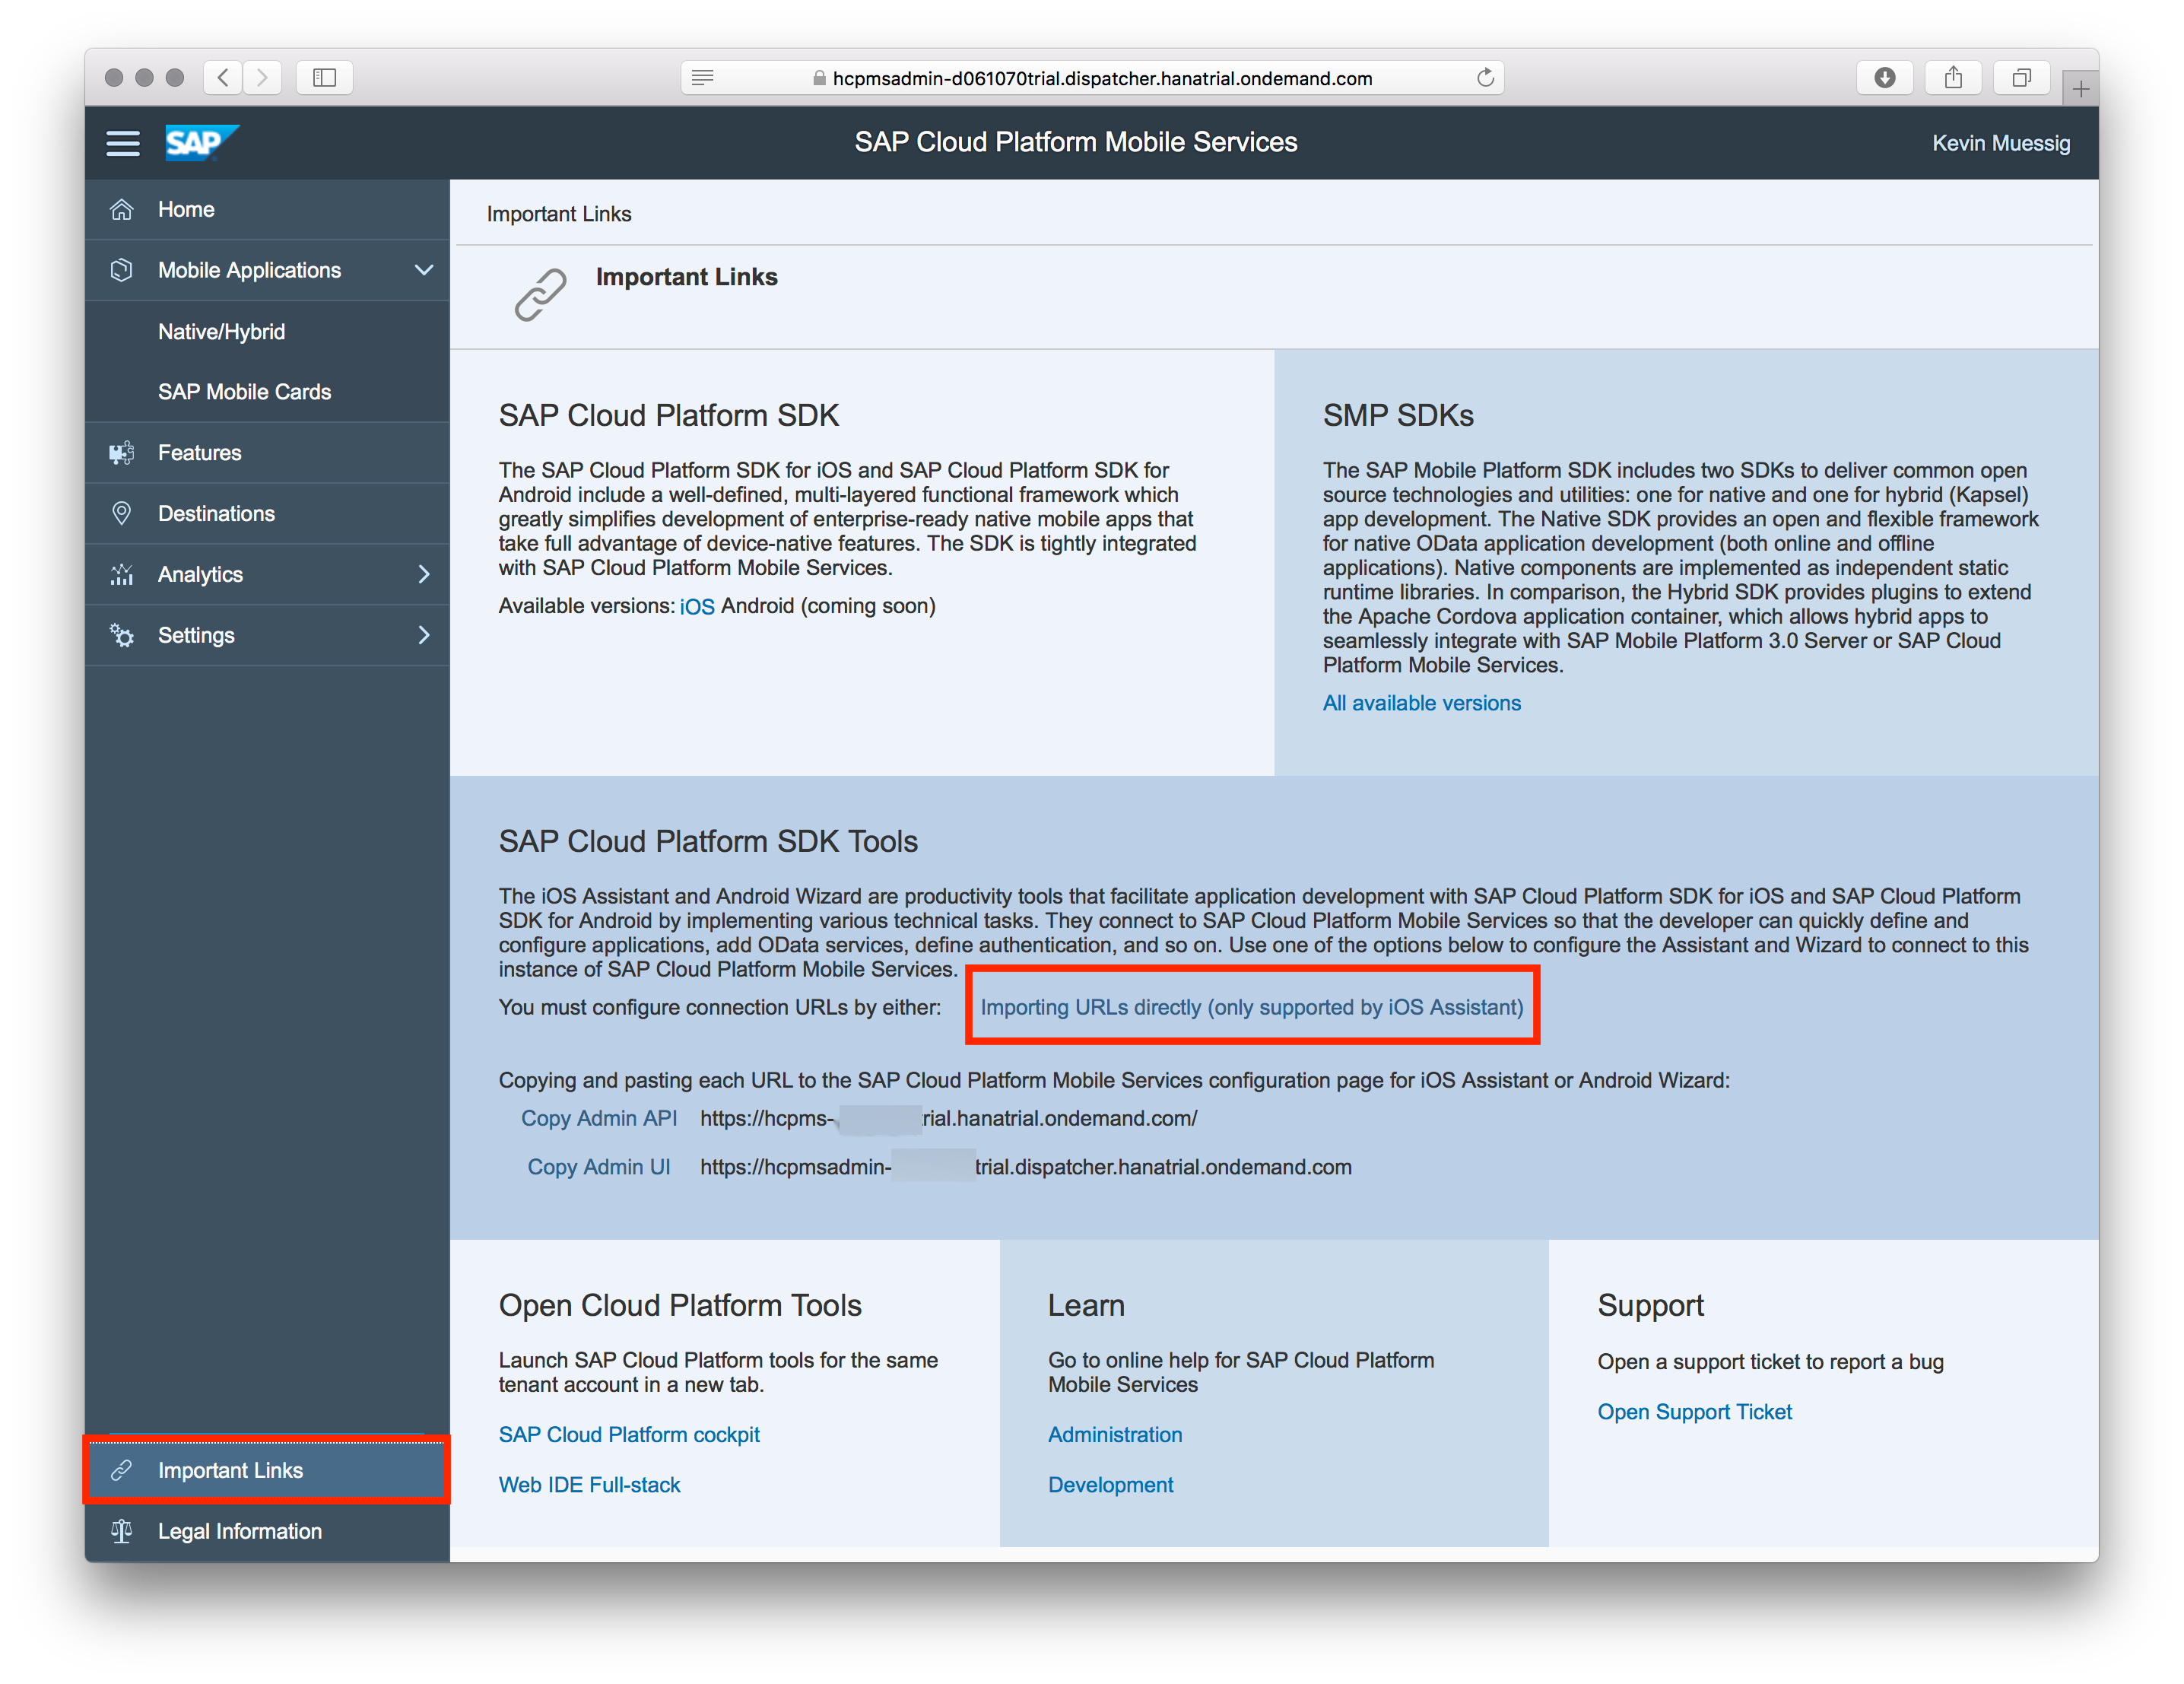 hcpmsadmin-d061070trial.dispatcher.hanatrial.ondemand.com
SAP
SAP Cloud Platform Mobile Services
Kevin Muessig
Home
Mobile Applications
Native/Hybrid
SAP Mobile Cards
Features
Destinations
Analytics
Settings
Important Links
Legal Information
Important Links
Important Links
SAP Cloud Platform SDK
The SAP Cloud Platform SDK for iOS and SAP Cloud Platform SDK for
Android include a well-defined, multi-layered functional framework which
greatly simplifies development of enterprise-ready native mobile apps that
take full advantage of device-native features. The SDK is tightly integrated
with SAP Cloud Platform Mobile Services.
Available versions: iOS Android (coming soon)
SMP SDKs
The SAP Mobile Platform SDK includes two SDKs to deliver common open
source technologies and utilities: one for native and one for hybrid (Kapsel)
app development. The Native SDK provides an open and flexible framework
for native OData application development (both online and offline
applications). Native components are implemented as independent static
runtime libraries. In comparison, the Hybrid SDK provides plugins to extend
the Apache Cordova application container, which allows hybrid apps to
seamlessly integrate with SAP Mobile Platform 3.0 Server or SAP Cloud
Platform Mobile Services.
All available versions
SAP Cloud Platform SDK Tools
The iOS Assistant and Android Wizard are productivity tools that facilitate application development with SAP Cloud Platform SDK for iOS and SAP Cloud Platform
SDK for Android by implementing various technical tasks. They connect to SAP Cloud Platform Mobile Services so that the developer can quickly define and
configure applications, add OData services, define authentication, and so on. Use one of the options below to configure the Assistant and Wizard to connect to this
instance of SAP Cloud Platform Mobile Services.
You must configure connection URLs by either: Importing URLs directly (only supported by iOS Assistant)
Copying and pasting each URL to the SAP Cloud Platform Mobile Services configuration page for iOS Assistant or Android Wizard:
Copy Admin API https://hcpms- rial.hanatrial.ondemand.com/
Copy Admin UI https://hcpmsadmin- trial.dispatcher.hanatrial.ondemand.com
Open Cloud Platform Tools
Launch SAP Cloud Platform tools for the same
tenant account in a new tab.
SAP Cloud Platform cockpit
Web IDE Full-stack
Learn
Go to online help for SAP Cloud Platform
Mobile Services
Administration
Development
Support
Open a support ticket to report a bug
Open Support Ticket